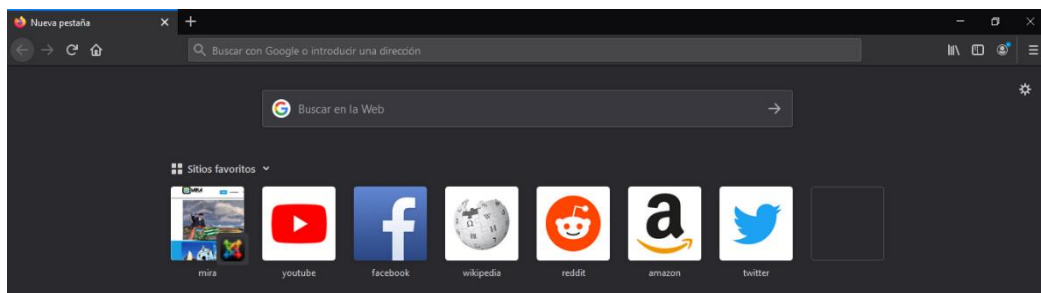 Nueva pestaña
Buscar con Google o introducir una dirección
Buscar en la Web
Sitios favoritos
mira youtube facebook wikipedia reddit amazon twitter